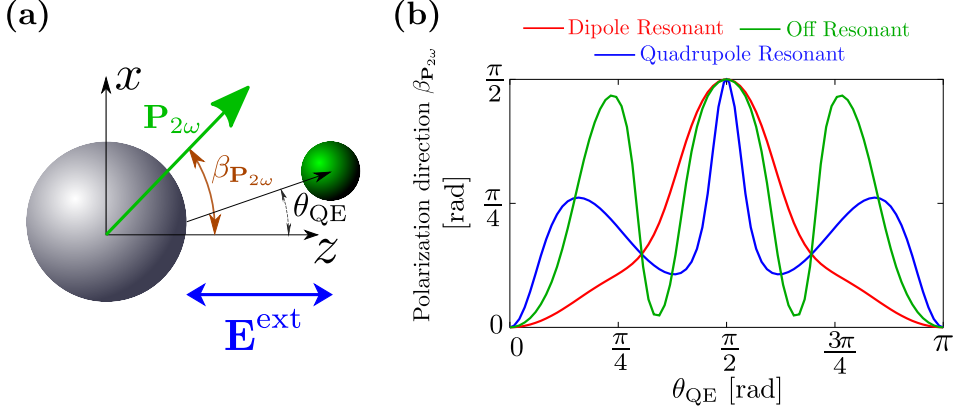 (a)
x
P2ω
βP2ω
θQE
z
E^ext
(b)
Dipole Resonant
Off Resonant
Quadrupole Resonant
Polarization direction βP2ω
[rad]
π/2
π/4
0
0
π/4
π/2
3π/4
π
θQE [rad]